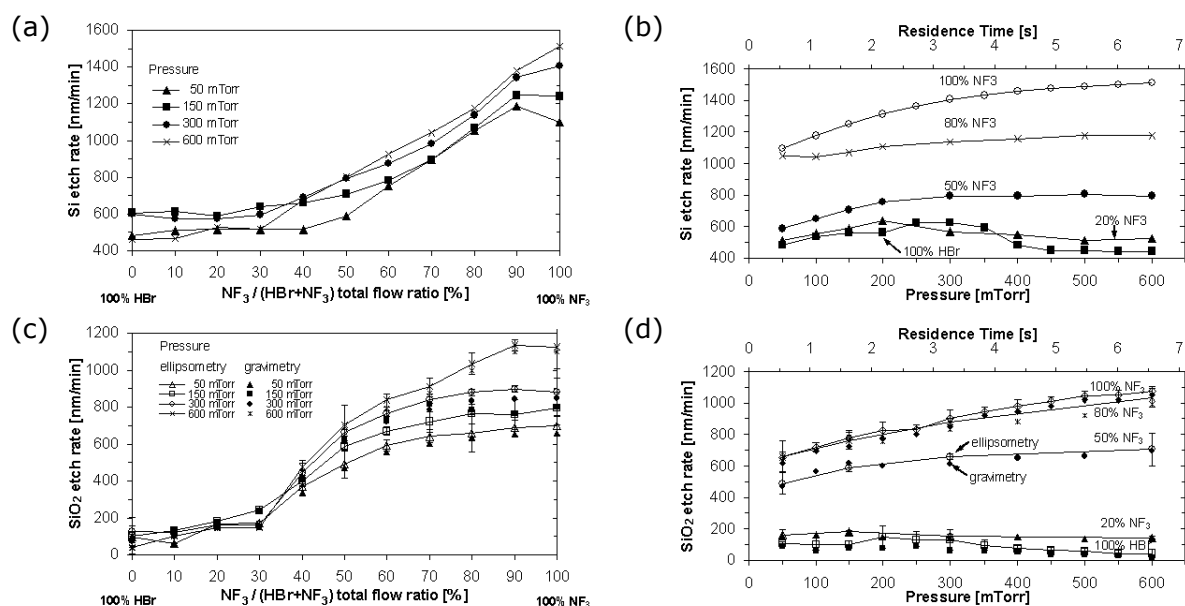 (a)
1600
1400
1200
1000
800
600
400
Si etch rate [nm/min]
Pressure
50 mTorr
150 mTorr
300 mTorr
600 mTorr
0 10 20 30 40 50 60 70 80 90 100
100% HBr
NF3 / (HBr+NF3) total flow ratio [%]
100% NF3
(b)
Residence Time [s]
0 1 2 3 4 5 6 7
1600
1400
1200
1000
800
600
400
Si etch rate [nm/min]
100% NF3
80% NF3
50% NF3
20% NF3
100% HBr
0 100 200 300 400 500 600
Pressure [mTorr]
(c)
1200
1000
800
600
400
200
0
SiO2 etch rate [nm/min]
Pressure
ellipsometry gravimetry
50 mTorr 50 mTorr
150 mTorr 150 mTorr
300 mTorr 300 mTorr
600 mTorr 600 mTorr
0 10 20 30 40 50 60 70 80 90 100
100% HBr
NF3 / (HBr+NF3) total flow ratio [%]
100% NF3
(d)
Residence Time [s]
0 1 2 3 4 5 6 7
1200
1000
800
600
400
200
0
SiO2 etch rate [nm/min]
100% NF3
80% NF3
50% NF3
ellipsometry
gravimetry
20% NF3
100% HB
0 100 200 300 400 500 600
Pressure [mTorr]